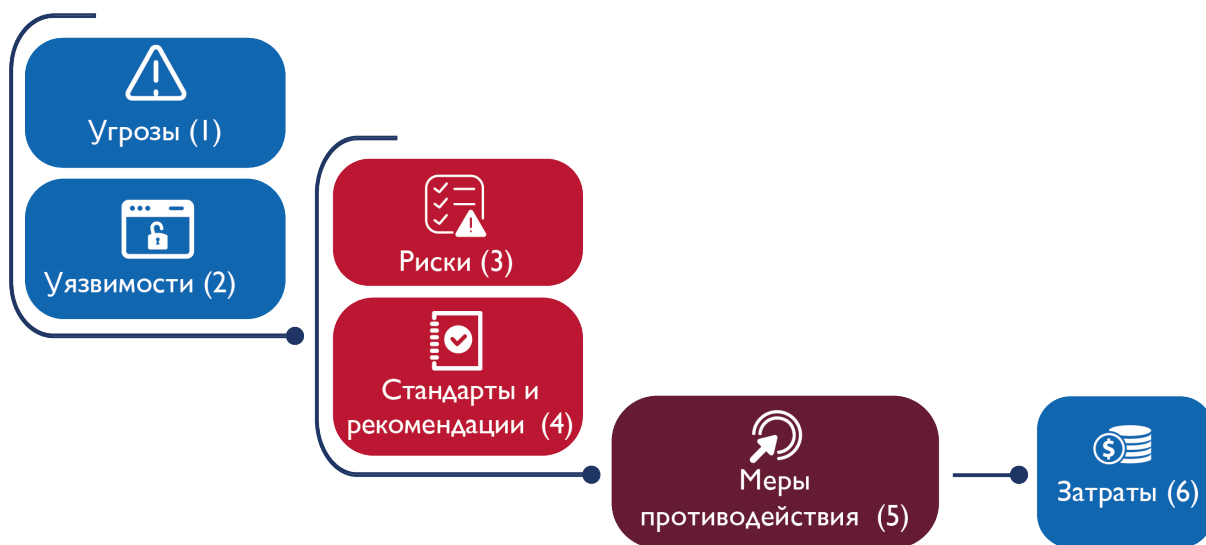 Угрозы (1)
Уязвимости (2)
Риски (3)
Стандарты и
рекомендации (4)
Меры
противодействия (5)
$
Затраты (6)